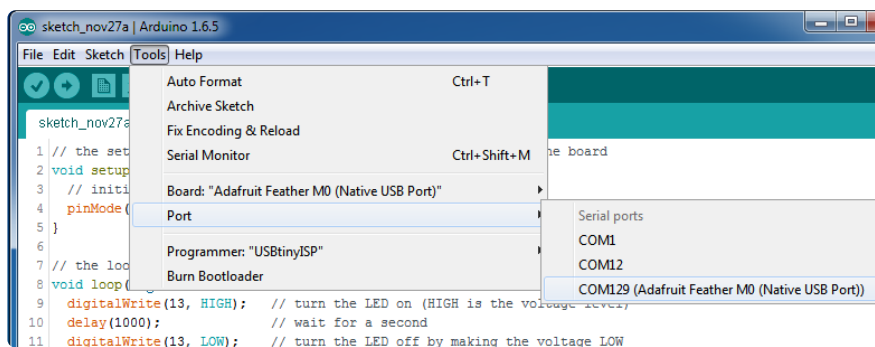 sketch_nov27a | Arduino 1.6.5
File Edit Sketch Tools Help
Auto Format Ctrl+T
Archive Sketch
Fix Encoding & Reload
Serial Monitor Ctrl+Shift+M
Board: "Adafruit Feather M0 (Native USB Port)"
Port
Programmer: "USBtinyISP"
Burn Bootloader
Serial ports
COM1
COM12
COM129 (Adafruit Feather M0 (Native USB Port))
sketch_nov27a
1 // the set he board
2 void setup
3 // initi
4 pinMode(
5 }
6
7 // the loo
8 void loop(
9 digitalWrite(13, HIGH); // turn the LED on (HIGH is the voltage level)
10 delay(1000); // wait for a second
11 digitalWrite(13, LOW); // turn the LED off by making the voltage LOW